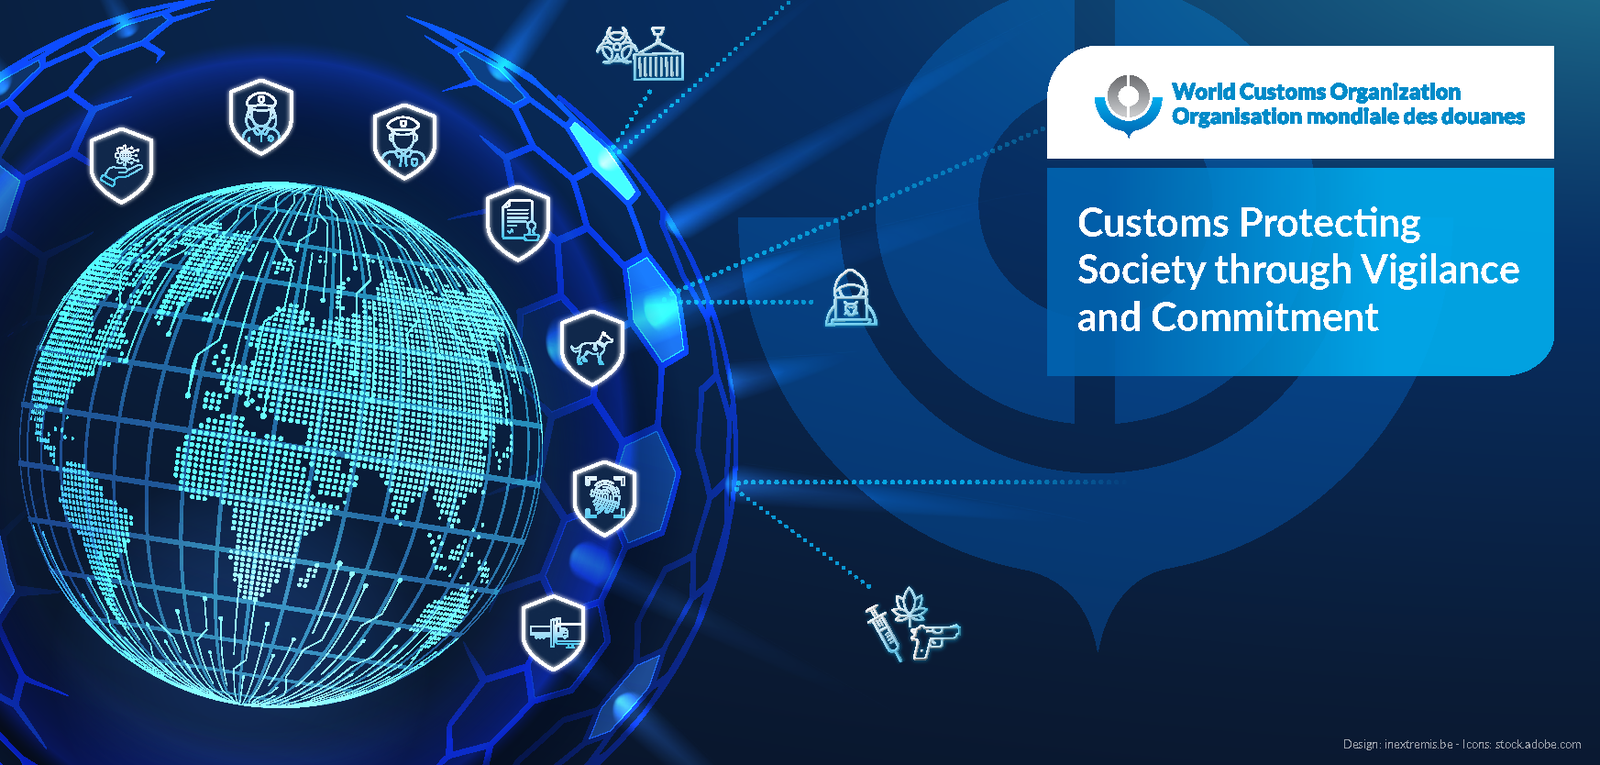 World Customs Organization
Organisation mondiale des douanes
Customs Protecting
Society through Vigilance
and Commitment
Design: inextremis.be - Icons: stock.adobe.com